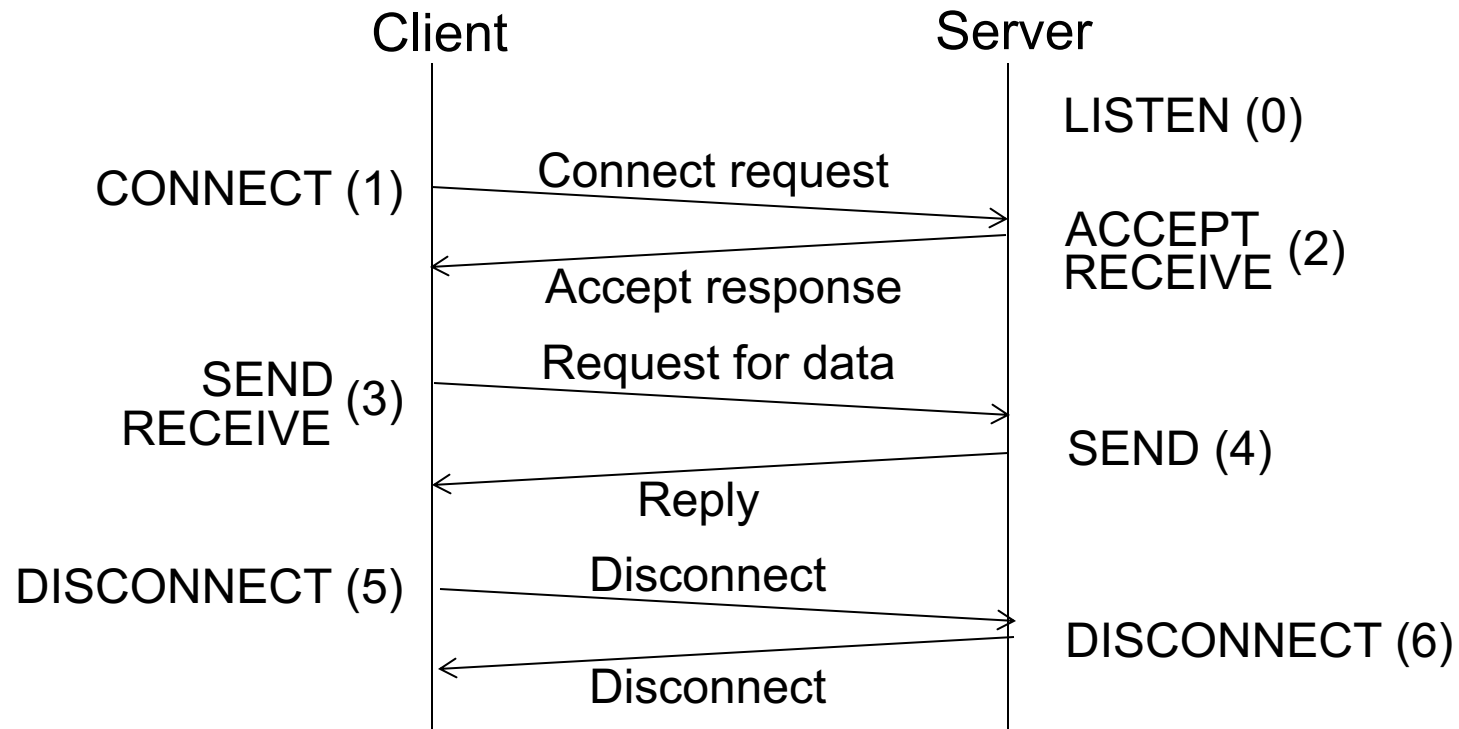 Client
Server
LISTEN (0)
Connect request
CONNECT (1)
ACCEPT
RECEIVE (2)
Accept response
Request for data
SEND
RECEIVE (3)
SEND (4)
Reply
Disconnect
DISCONNECT (5)
DISCONNECT (6)
Disconnect